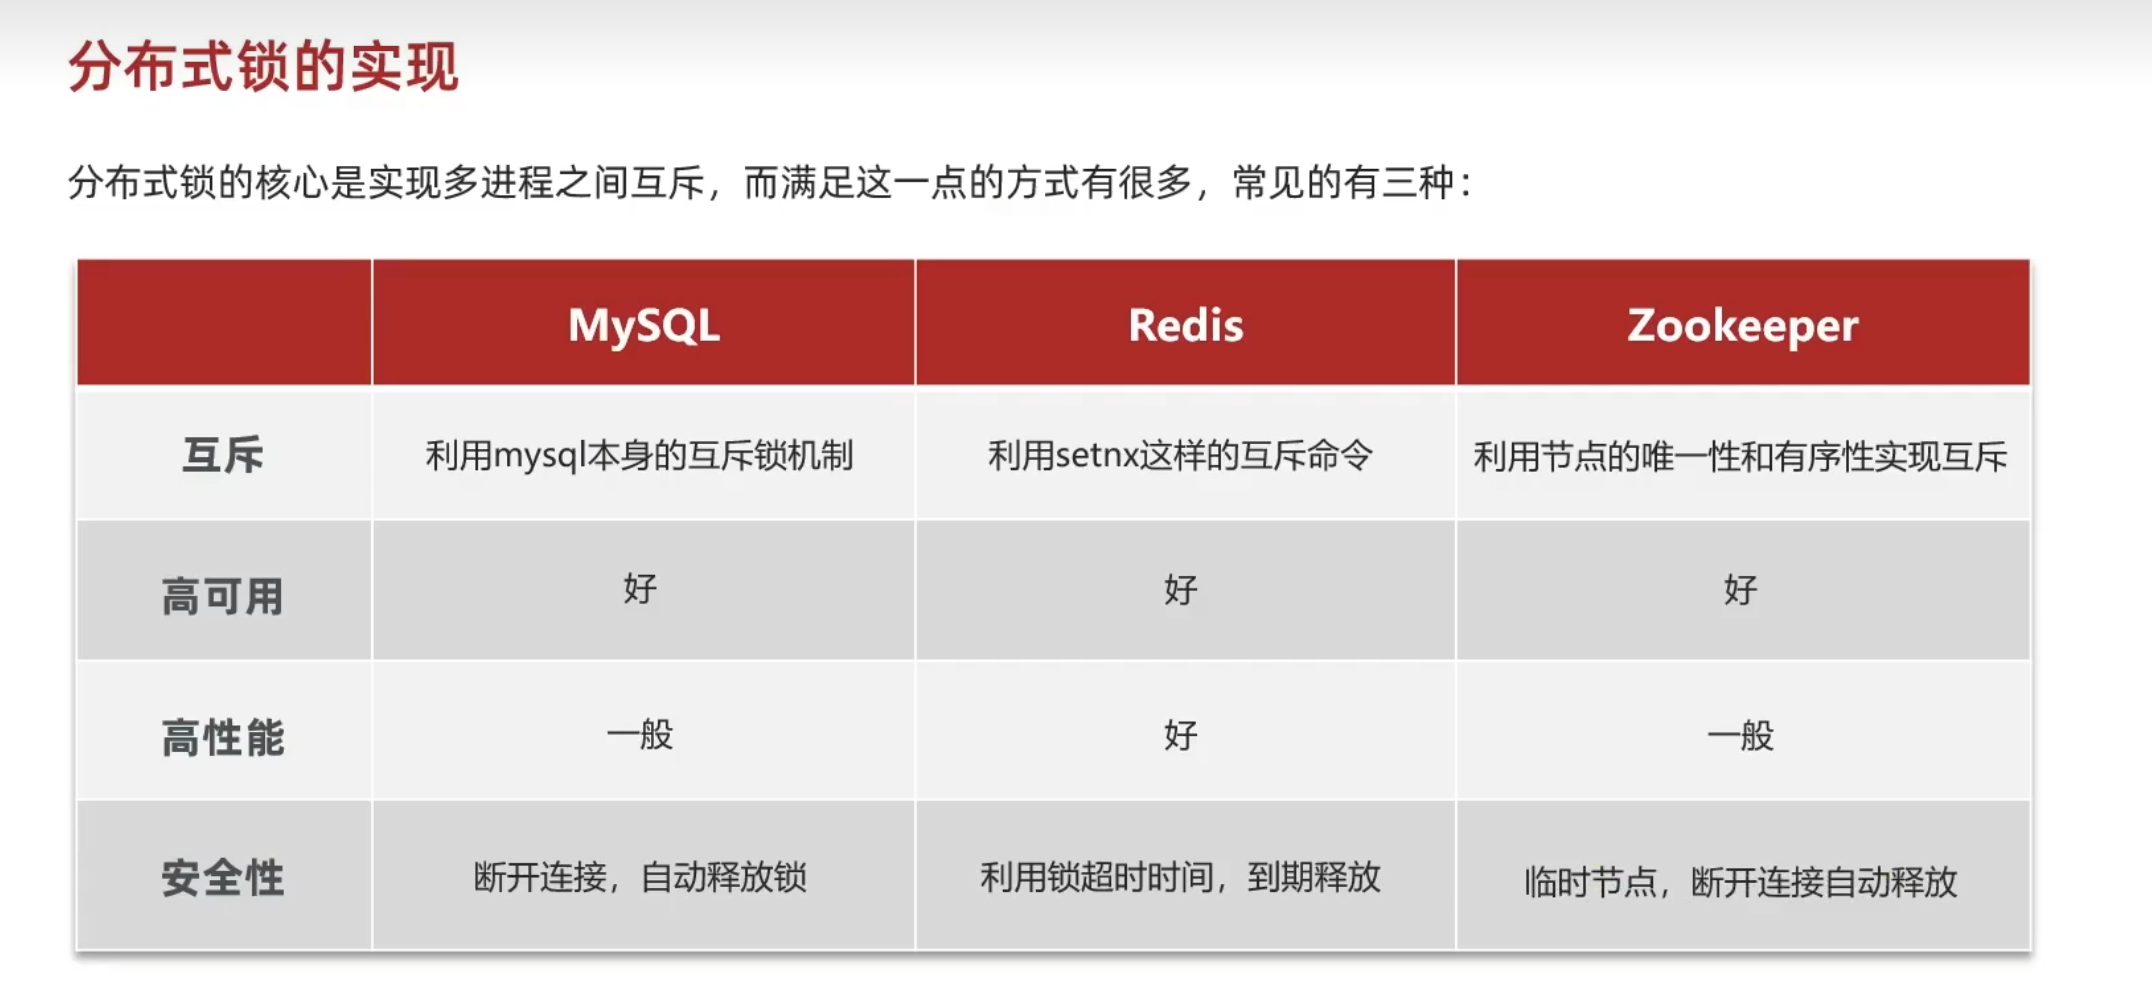 分布式锁的实现
分布式锁的核心是实现多进程之间互斥，而满足这一点的方式有很多，常见的有三种：
MySQL Redis Zookeeper
互斥 利用mysql本身的互斥锁机制 利用setnx这样的互斥命令 利用节点的唯一性和有序性实现互斥
高可用 好 好 好
高性能 一般 好 一般
安全性 断开连接，自动释放锁 利用锁超时时间，到期释放 临时节点，断开连接自动释放